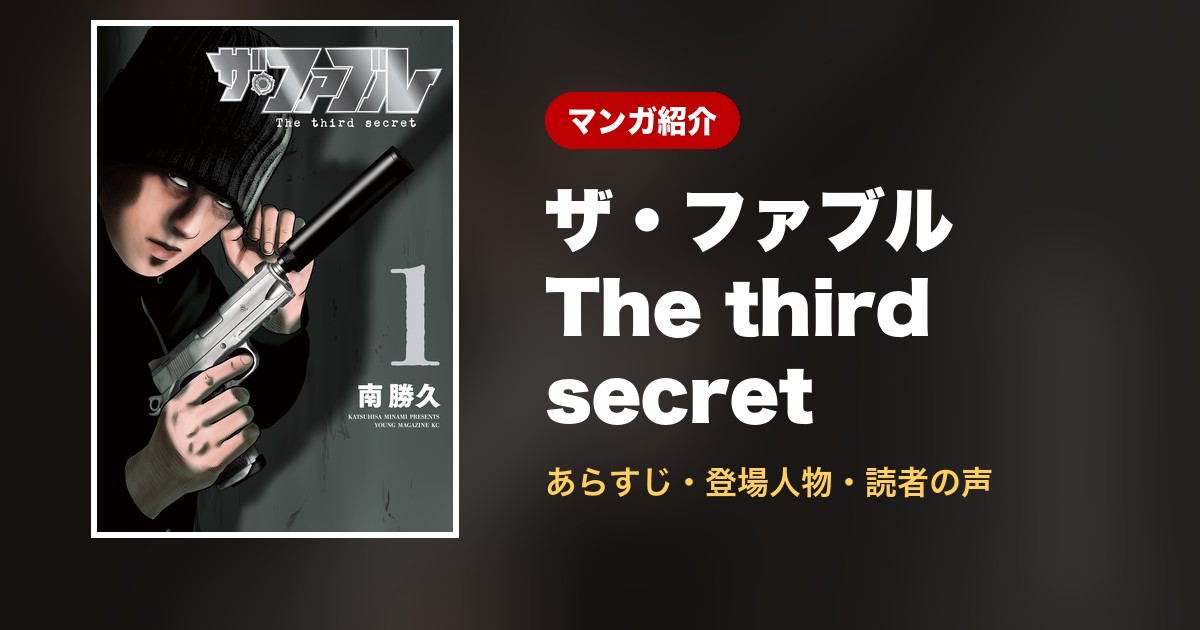 ザ・ファブル
The third secret
1
南 勝久
KATSUHISA MINAMI PRESENTS
YOUNG MAGAZINE KC
マンガ紹介
ザ・ファブル
The third
secret
あらすじ・登場人物・読者の声